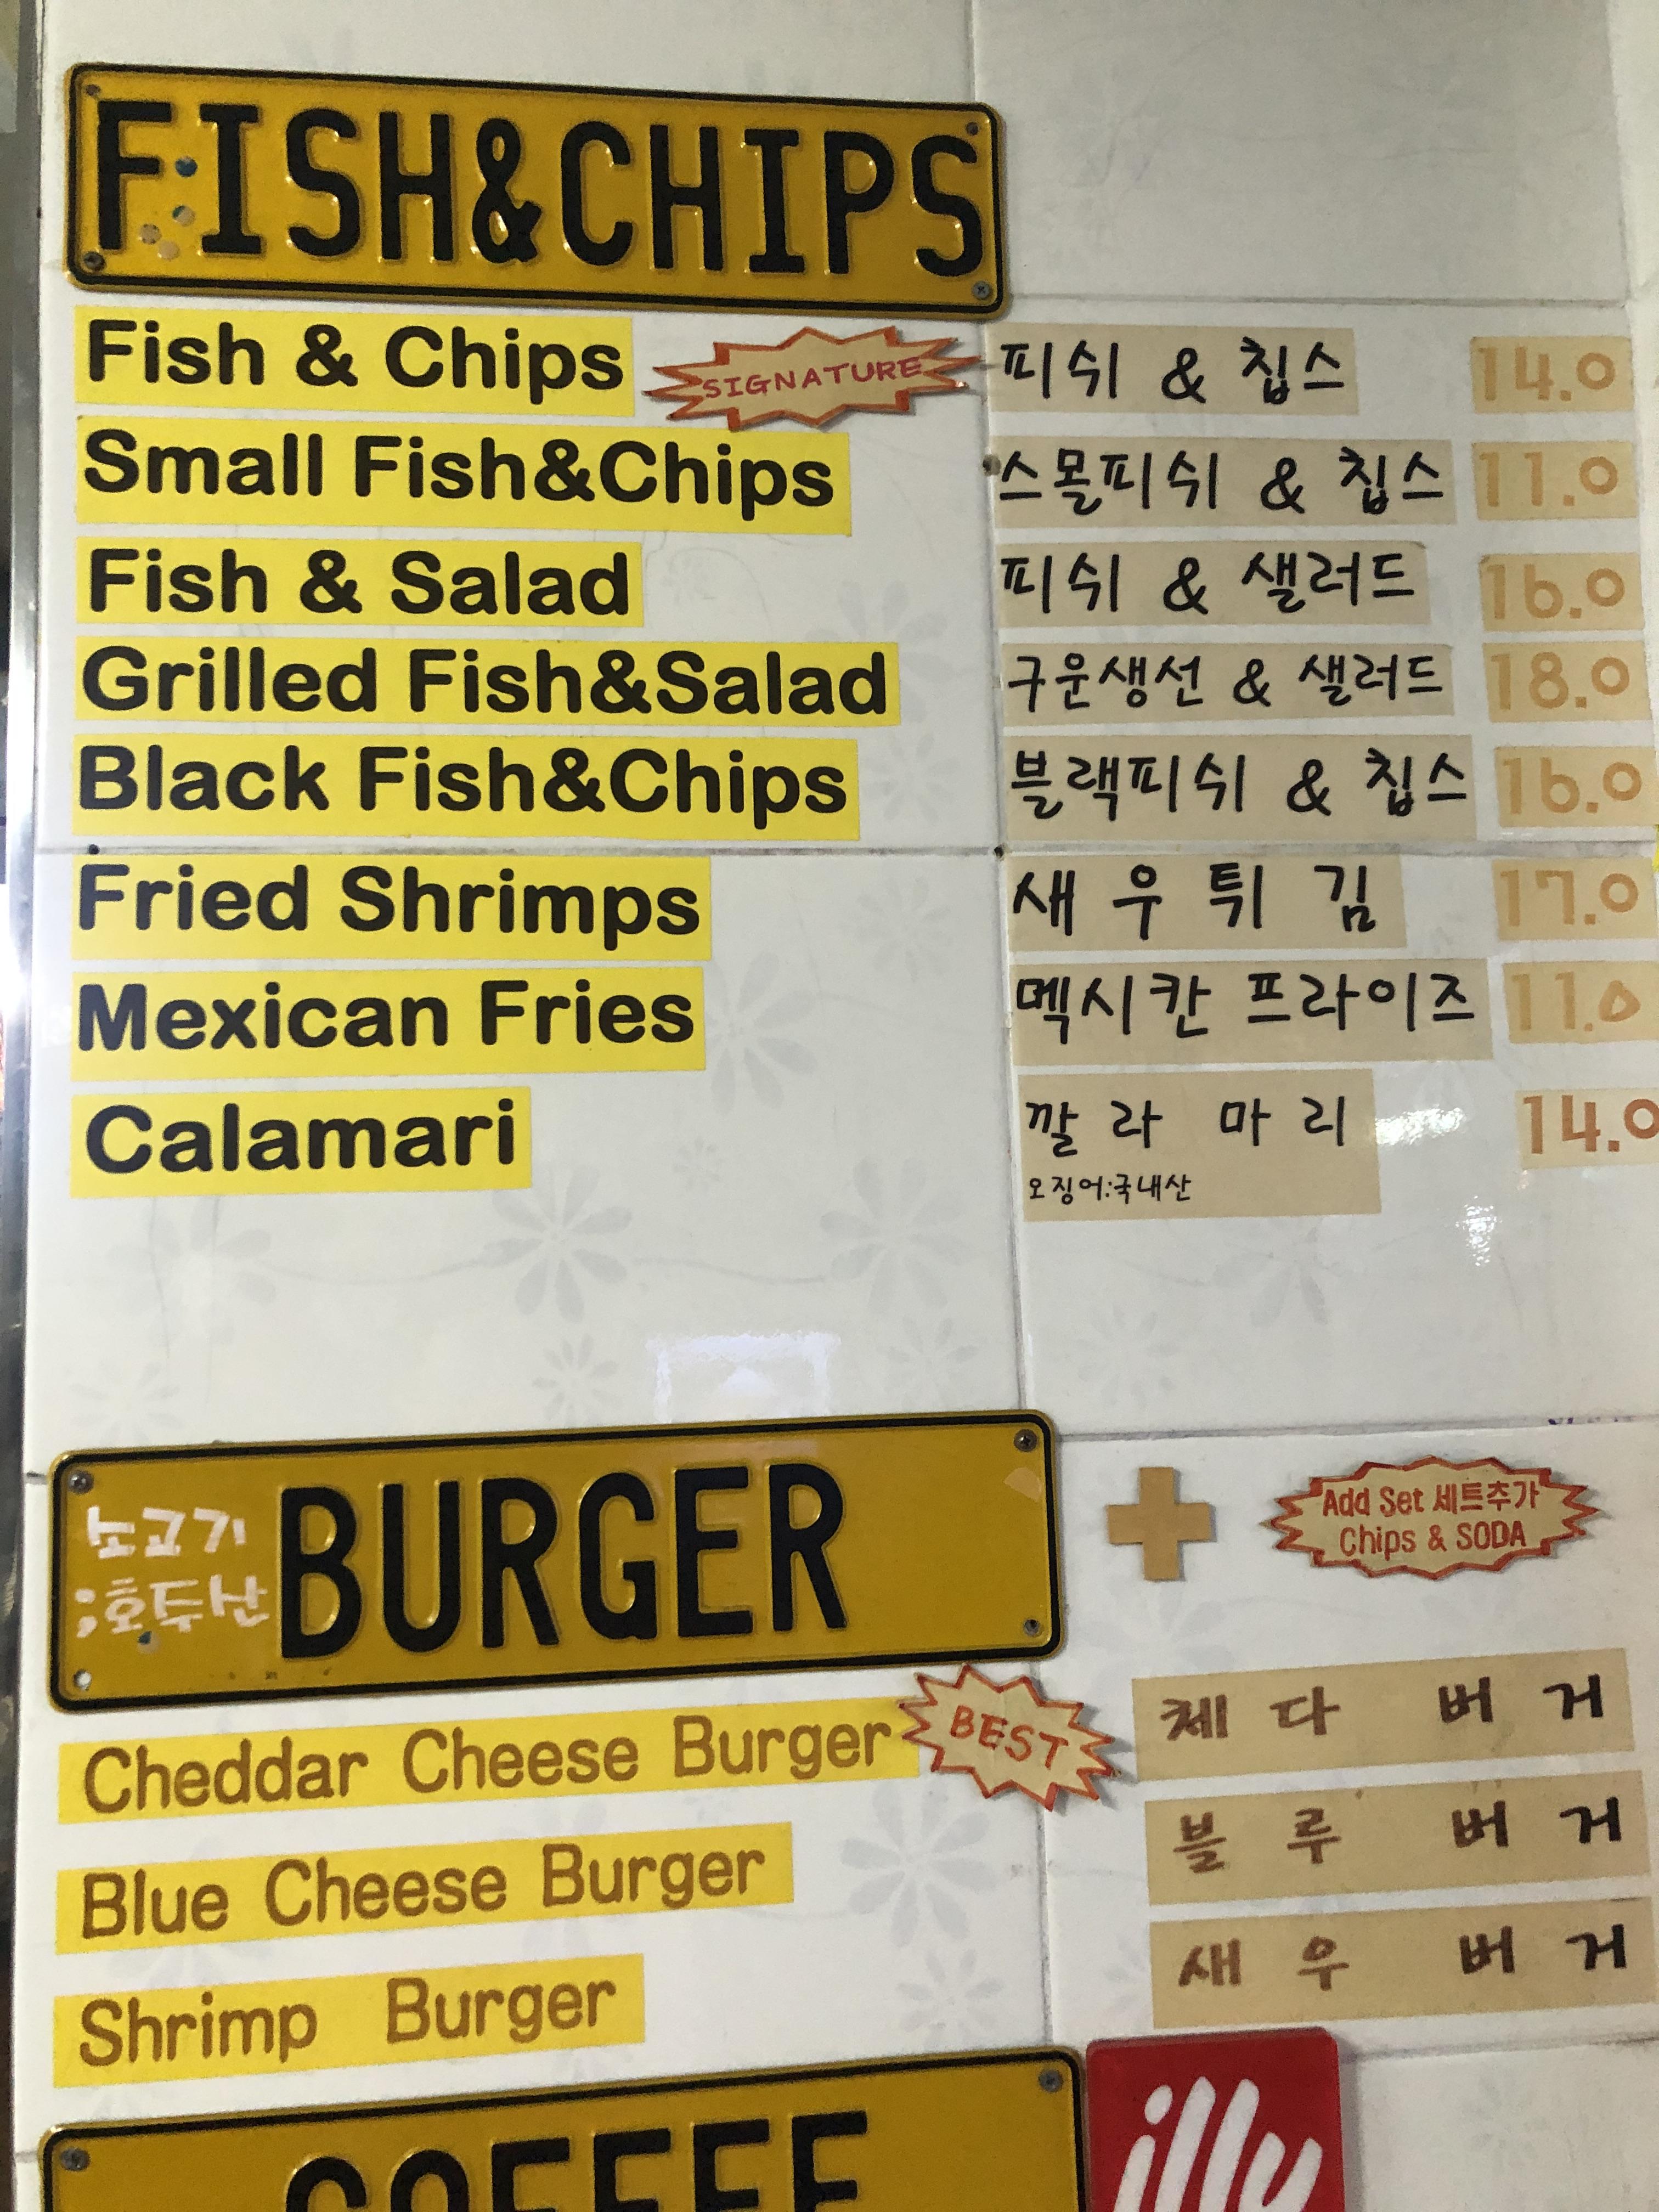 FISH&CHIPS
Fish & Chips SIGNATURE 피쉬 & 칩스 14.0
Small Fish&Chips 스몰피쉬 & 칩스 11.0
Fish & Salad 피쉬 & 샐러드 16.0
Grilled Fish&Salad 구운생선 & 샐러드 18.0
Black Fish&Chips 블랙피쉬 & 칩스 16.0
Fried Shrimps 새우튀김 17.0
Mexican Fries 멕시칸 프라이즈 11.0
Calamari 깔라마리 14.0
오징어:국내산
소고기
;호주산
BURGER
Add Set 세트추가
Chips & SODA
Cheddar Cheese Burger BEST 체다 버거
Blue Cheese Burger 블루 버거
Shrimp Burger 새우 버거
COFFEE
illy